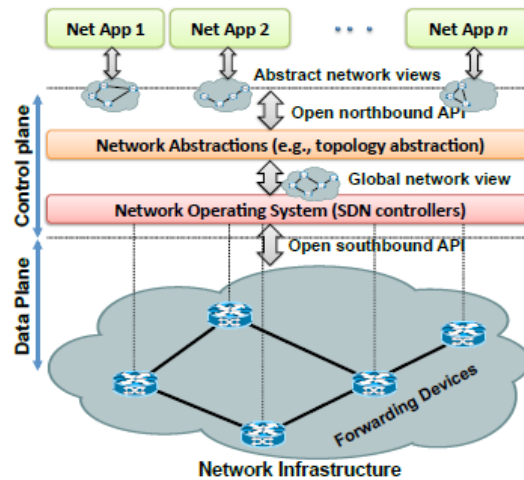 Net App 1
Net App 2
Net App n
Abstract network views
Open northbound API
Network Abstractions (e.g., topology abstraction)
Global network view
Network Operating System (SDN controllers)
Open southbound API
Control plane
Data Plane
Forwarding Devices
Network Infrastructure